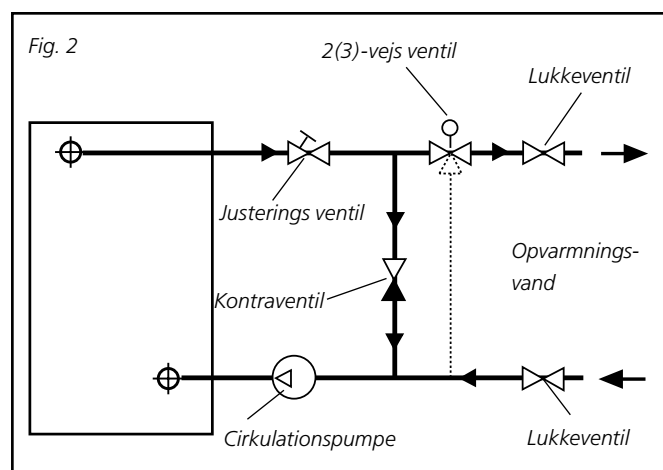 Fig. 2
2(3)-vejs ventil
Lukkeventil
Justerings ventil
Opvarmnings-
vand
Kontraventil
Cirkulationspumpe
Lukkeventil